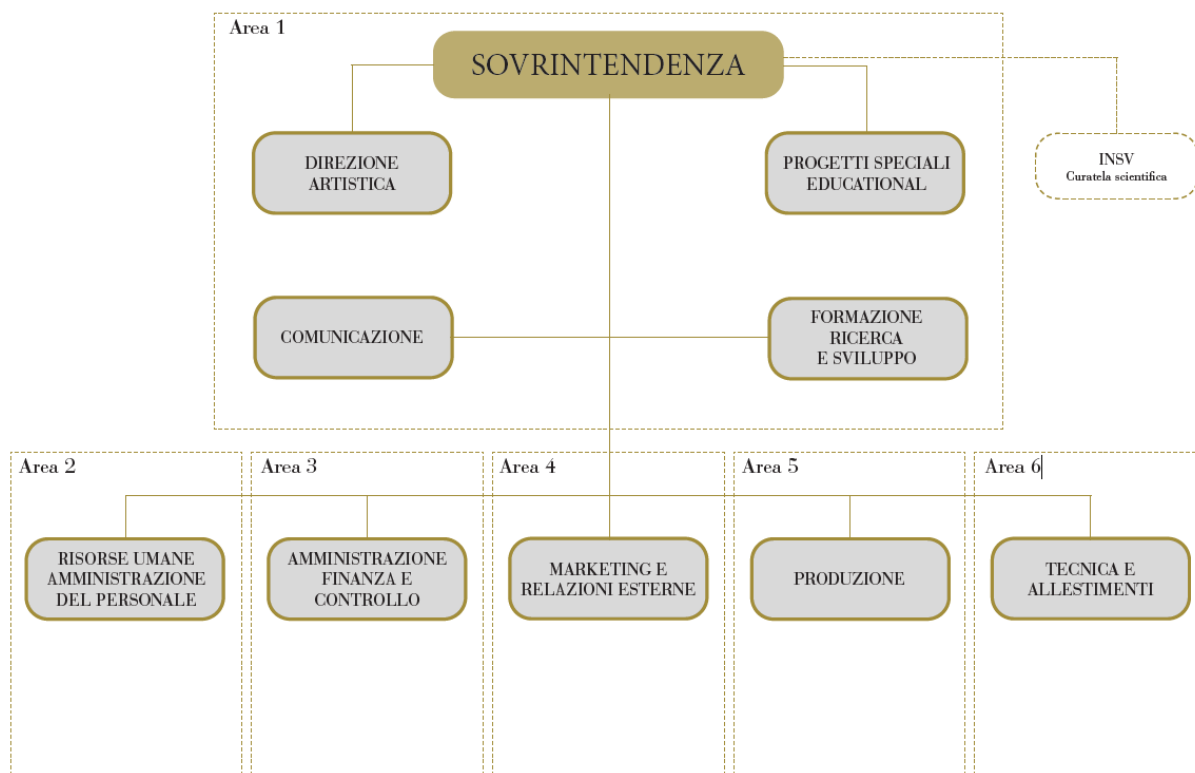 Area 1
SOVRINTENDENZA
DIREZIONE
ARTISTICA
PROGETTI SPECIALI
EDUCATIONAL
INSV
Curatela scientifica
COMUNICAZIONE
FORMAZIONE
RICERCA
E SVILUPPO
Area 2
Area 3
Area 4
Area 5
Area 6
RISORSE UMANE
AMMINISTRAZIONE
DEL PERSONALE
AMMINISTRAZIONE
FINANZA E
CONTROLLO
MARKETING E
RELAZIONI ESTERNE
PRODUZIONE
TECNICA E
ALLESTIMENTI